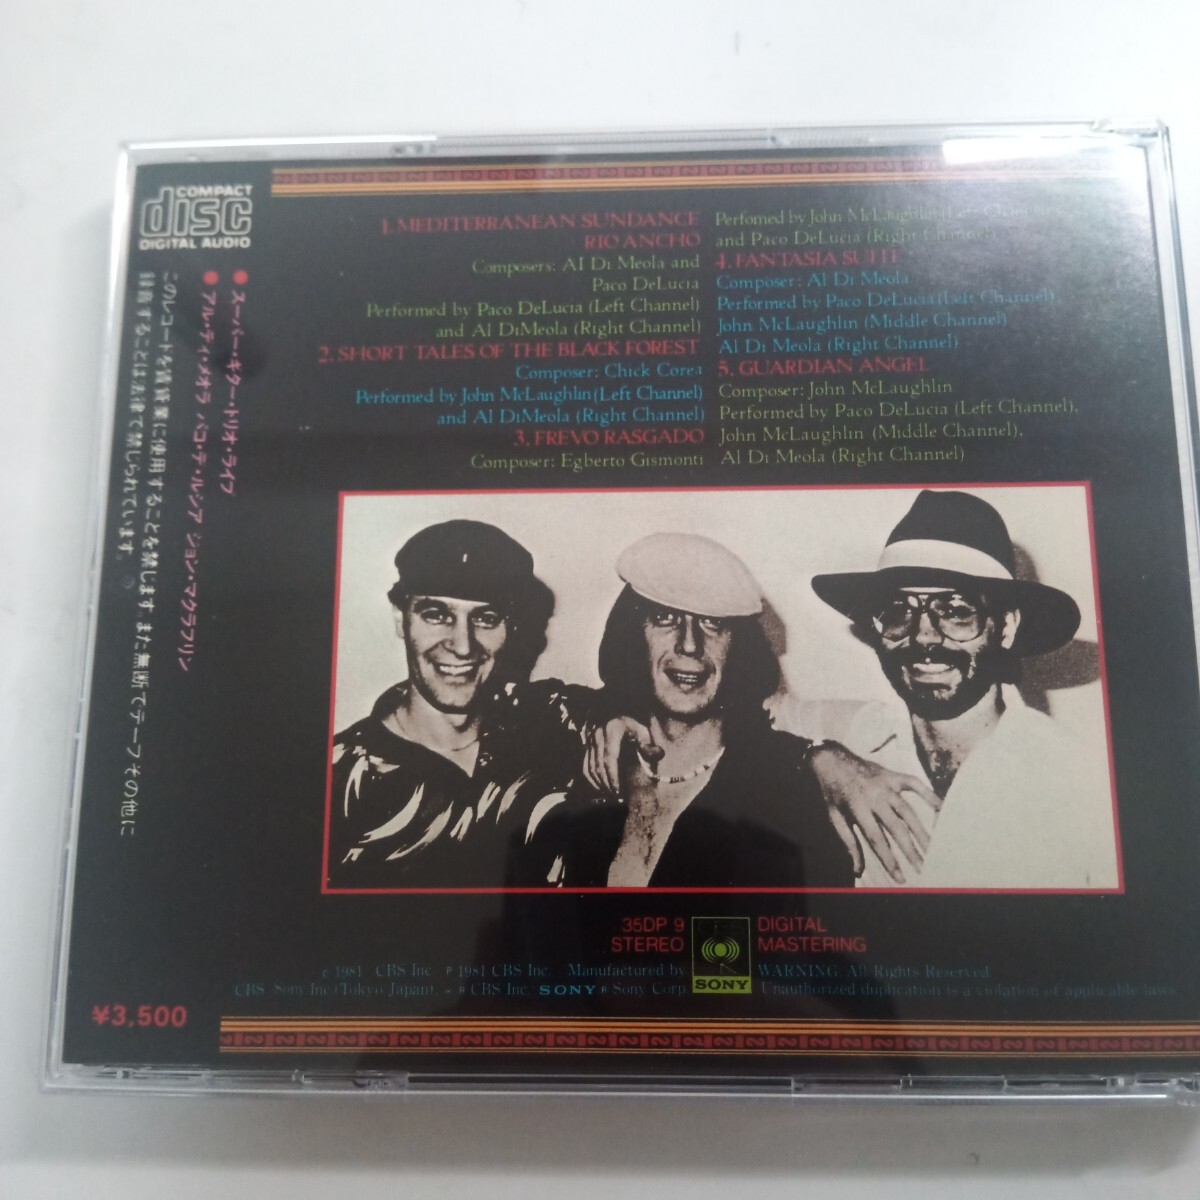 COMPACT
disc
DIGITAL AUDIO
●スーパー・ギター・トリオ・ライブ
●アル・ディ・メオラ パコ・デ・ルシア ジョン・マクラフリン
このレコードを賃貸業に使用することを禁じます。また無断でテープその他に
録音することは法律で禁じられています。
¥3,500
1. MEDITERRANEAN SUNDANCE
RIO ANCHO
Composers: Al Di Meola and
Paco DeLucia
Performed by Paco DeLucia (Left Channel)
and Al DiMeola (Right Channel)
2. SHORT TALES OF THE BLACK FOREST
Composer: Chick Corea
Performed by John McLaughlin (Left Channel)
and Al DiMeola (Right Channel)
3. FREVO RASGADO
Composer: Egberto Gismonti
Perfomed by John McLaughlin (Left Channel)
and Paco DeLucia (Right Channel)
4. FANTASIA SUITE
Composer: Al Di Meola
Performed by Paco DeLucia (Left Channel),
John McLaughlin (Middle Channel)
Al Di Meola (Right Channel)
5. GUARDIAN ANGEL
Composer: John McLaughlin
Performed by Paco DeLucia (Left Channel),
John McLaughlin (Middle Channel),
Al Di Meola (Right Channel)
35DP 9
STEREO
SONY
DIGITAL
MASTERING
c 1981 CBS Inc. P 1981 CBS Inc. Manufactured by
CBS Sony Inc. (Tokyo Japan). ® CBS Inc. SONY ® Sony Corp.
WARNING: All Rights Reserved
Unauthorized duplication is a violation of applicable laws